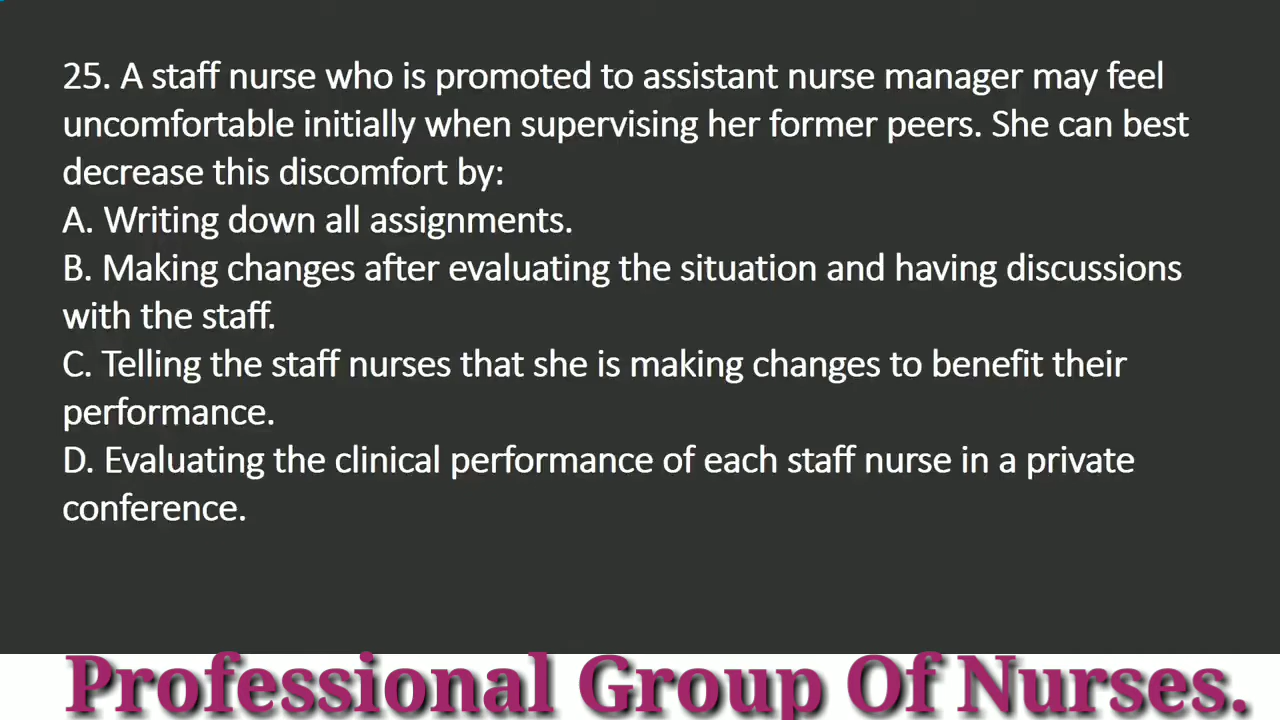 25. A staff nurse who is promoted to assistant nurse manager may feel
uncomfortable initially when supervising her former peers. She can best
decrease this discomfort by:
A. Writing down all assignments.
B. Making changes after evaluating the situation and having discussions
with the staff.
C. Telling the staff nurses that she is making changes to benefit their
performance.
D. Evaluating the clinical performance of each staff nurse in a private
conference.
Professional Group Of Nurses.